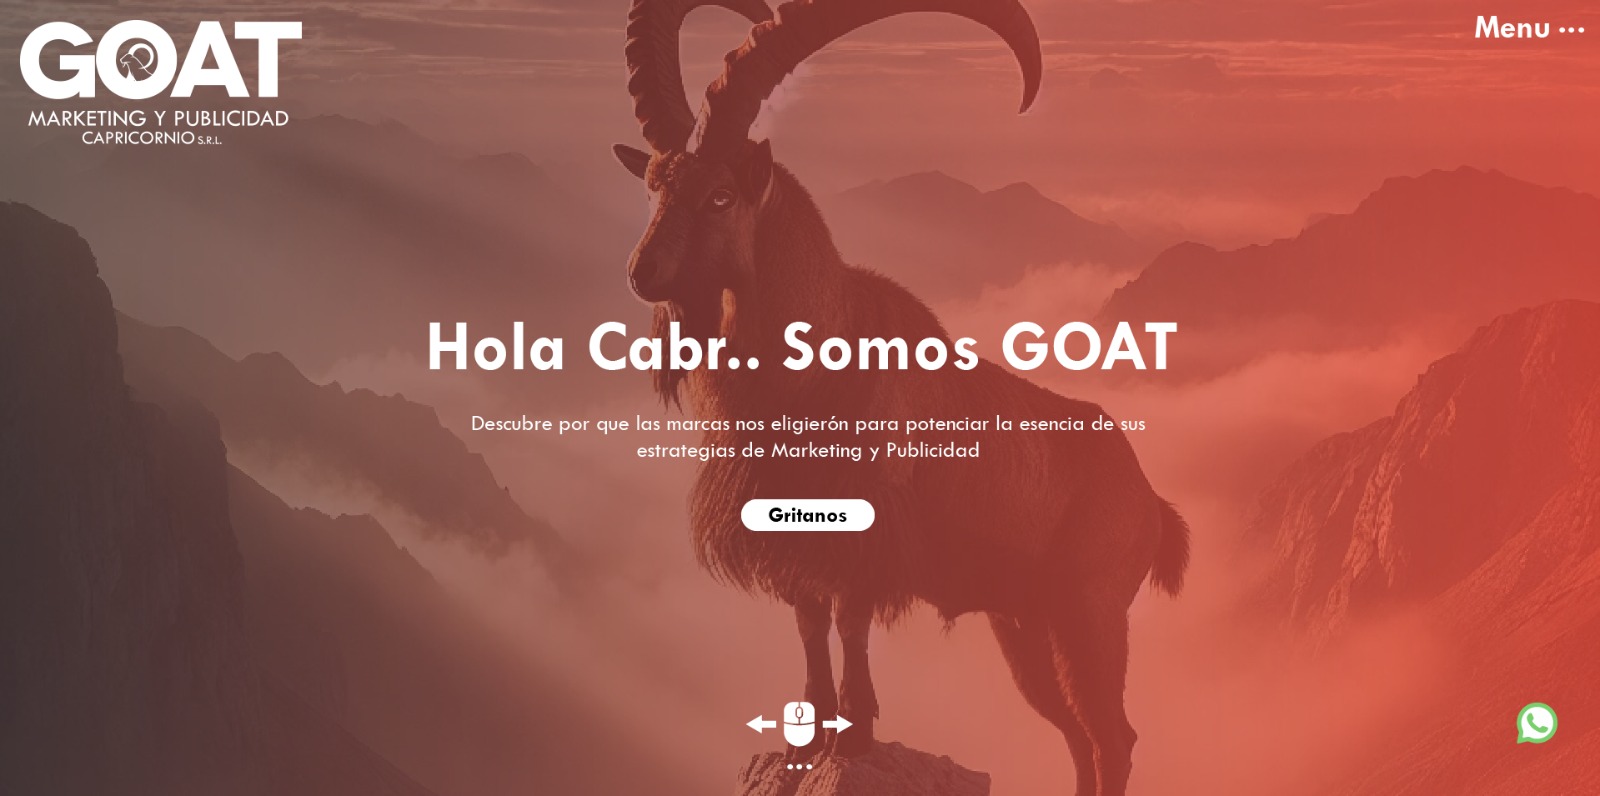 GOAT
MARKETING Y PUBLICIDAD
CAPRICORNIO S.R.L.
Menu ...
Hola Cabr.. Somos GOAT
Descubre por que las marcas nos eligierón para potenciar la esencia de sus
estrategias de Marketing y Publicidad
Gritanos